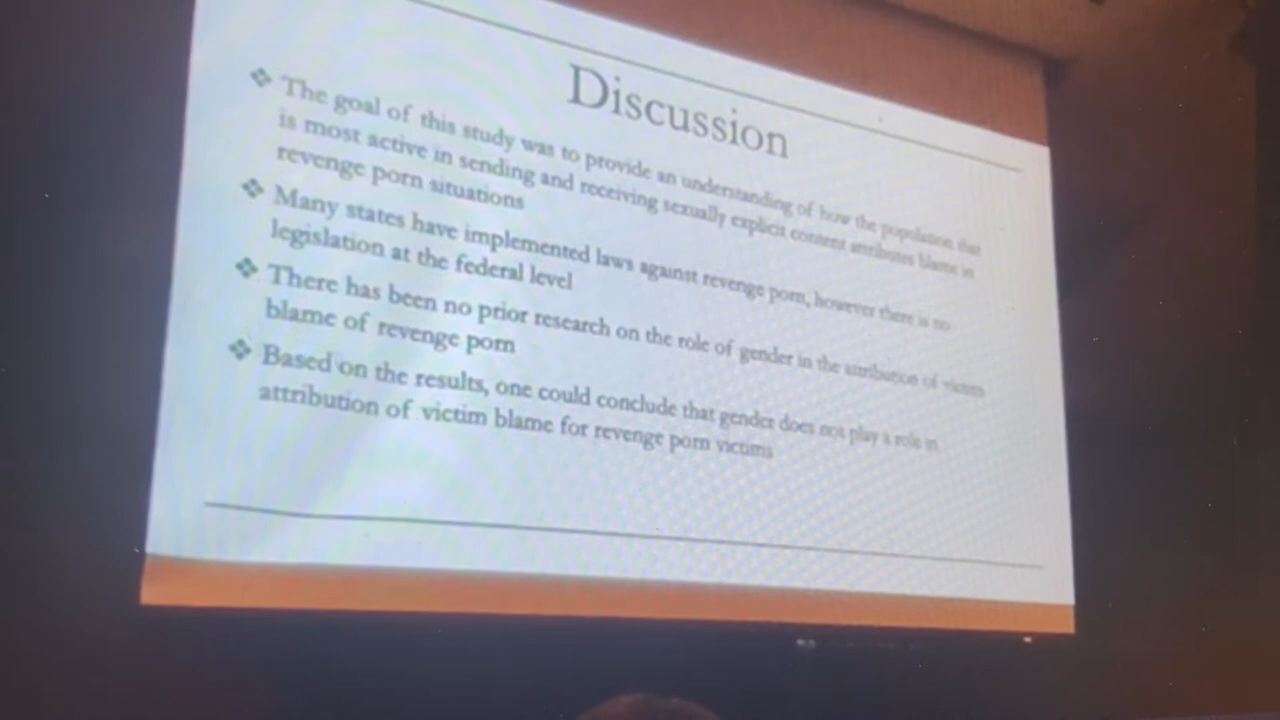 Discussion
The goal of this study was to provide an understanding of how the population that
is most active in sending and receiving sexually explicit content attributes blame in
revenge porn situations
Many states have implemented laws against revenge porn, however there is no
legislation at the federal level
There has been no prior research on the role of gender in the attribution of victim
blame of revenge porn
Based on the results, one could conclude that gender does not play a role in
attribution of victim blame for revenge porn victims